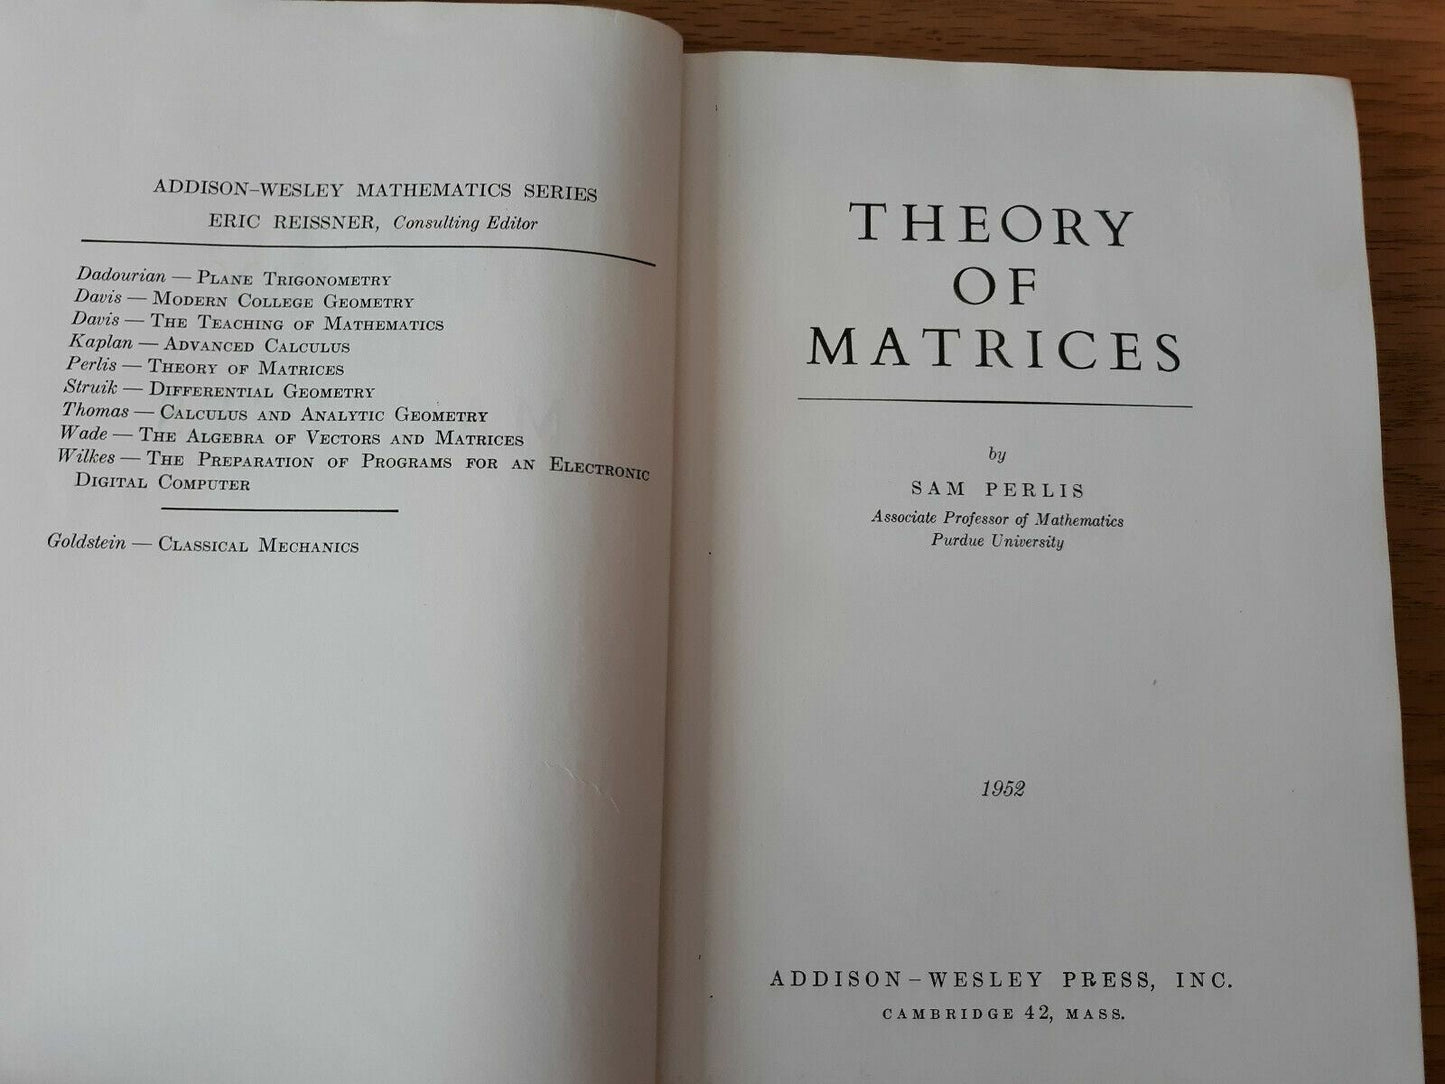 ADDISON–WESLEY MATHEMATICS SERIES
ERIC REISSNER, Consulting Editor
Dadourian — PLANE TRIGONOMETRY
Davis — MODERN COLLEGE GEOMETRY
Davis — THE TEACHING OF MATHEMATICS
Kaplan — ADVANCED CALCULUS
Perlis — THEORY OF MATRICES
Struik — DIFFERENTIAL GEOMETRY
Thomas — CALCULUS AND ANALYTIC GEOMETRY
Wade — THE ALGEBRA OF VECTORS AND MATRICES
Wilkes — THE PREPARATION OF PROGRAMS FOR AN ELECTRONIC
DIGITAL COMPUTER
Goldstein — CLASSICAL MECHANICS
THEORY
OF
MATRICES
by
SAM PERLIS
Associate Professor of Mathematics
Purdue University
1952
ADDISON–WESLEY PRESS, INC.
CAMBRIDGE 42, MASS.